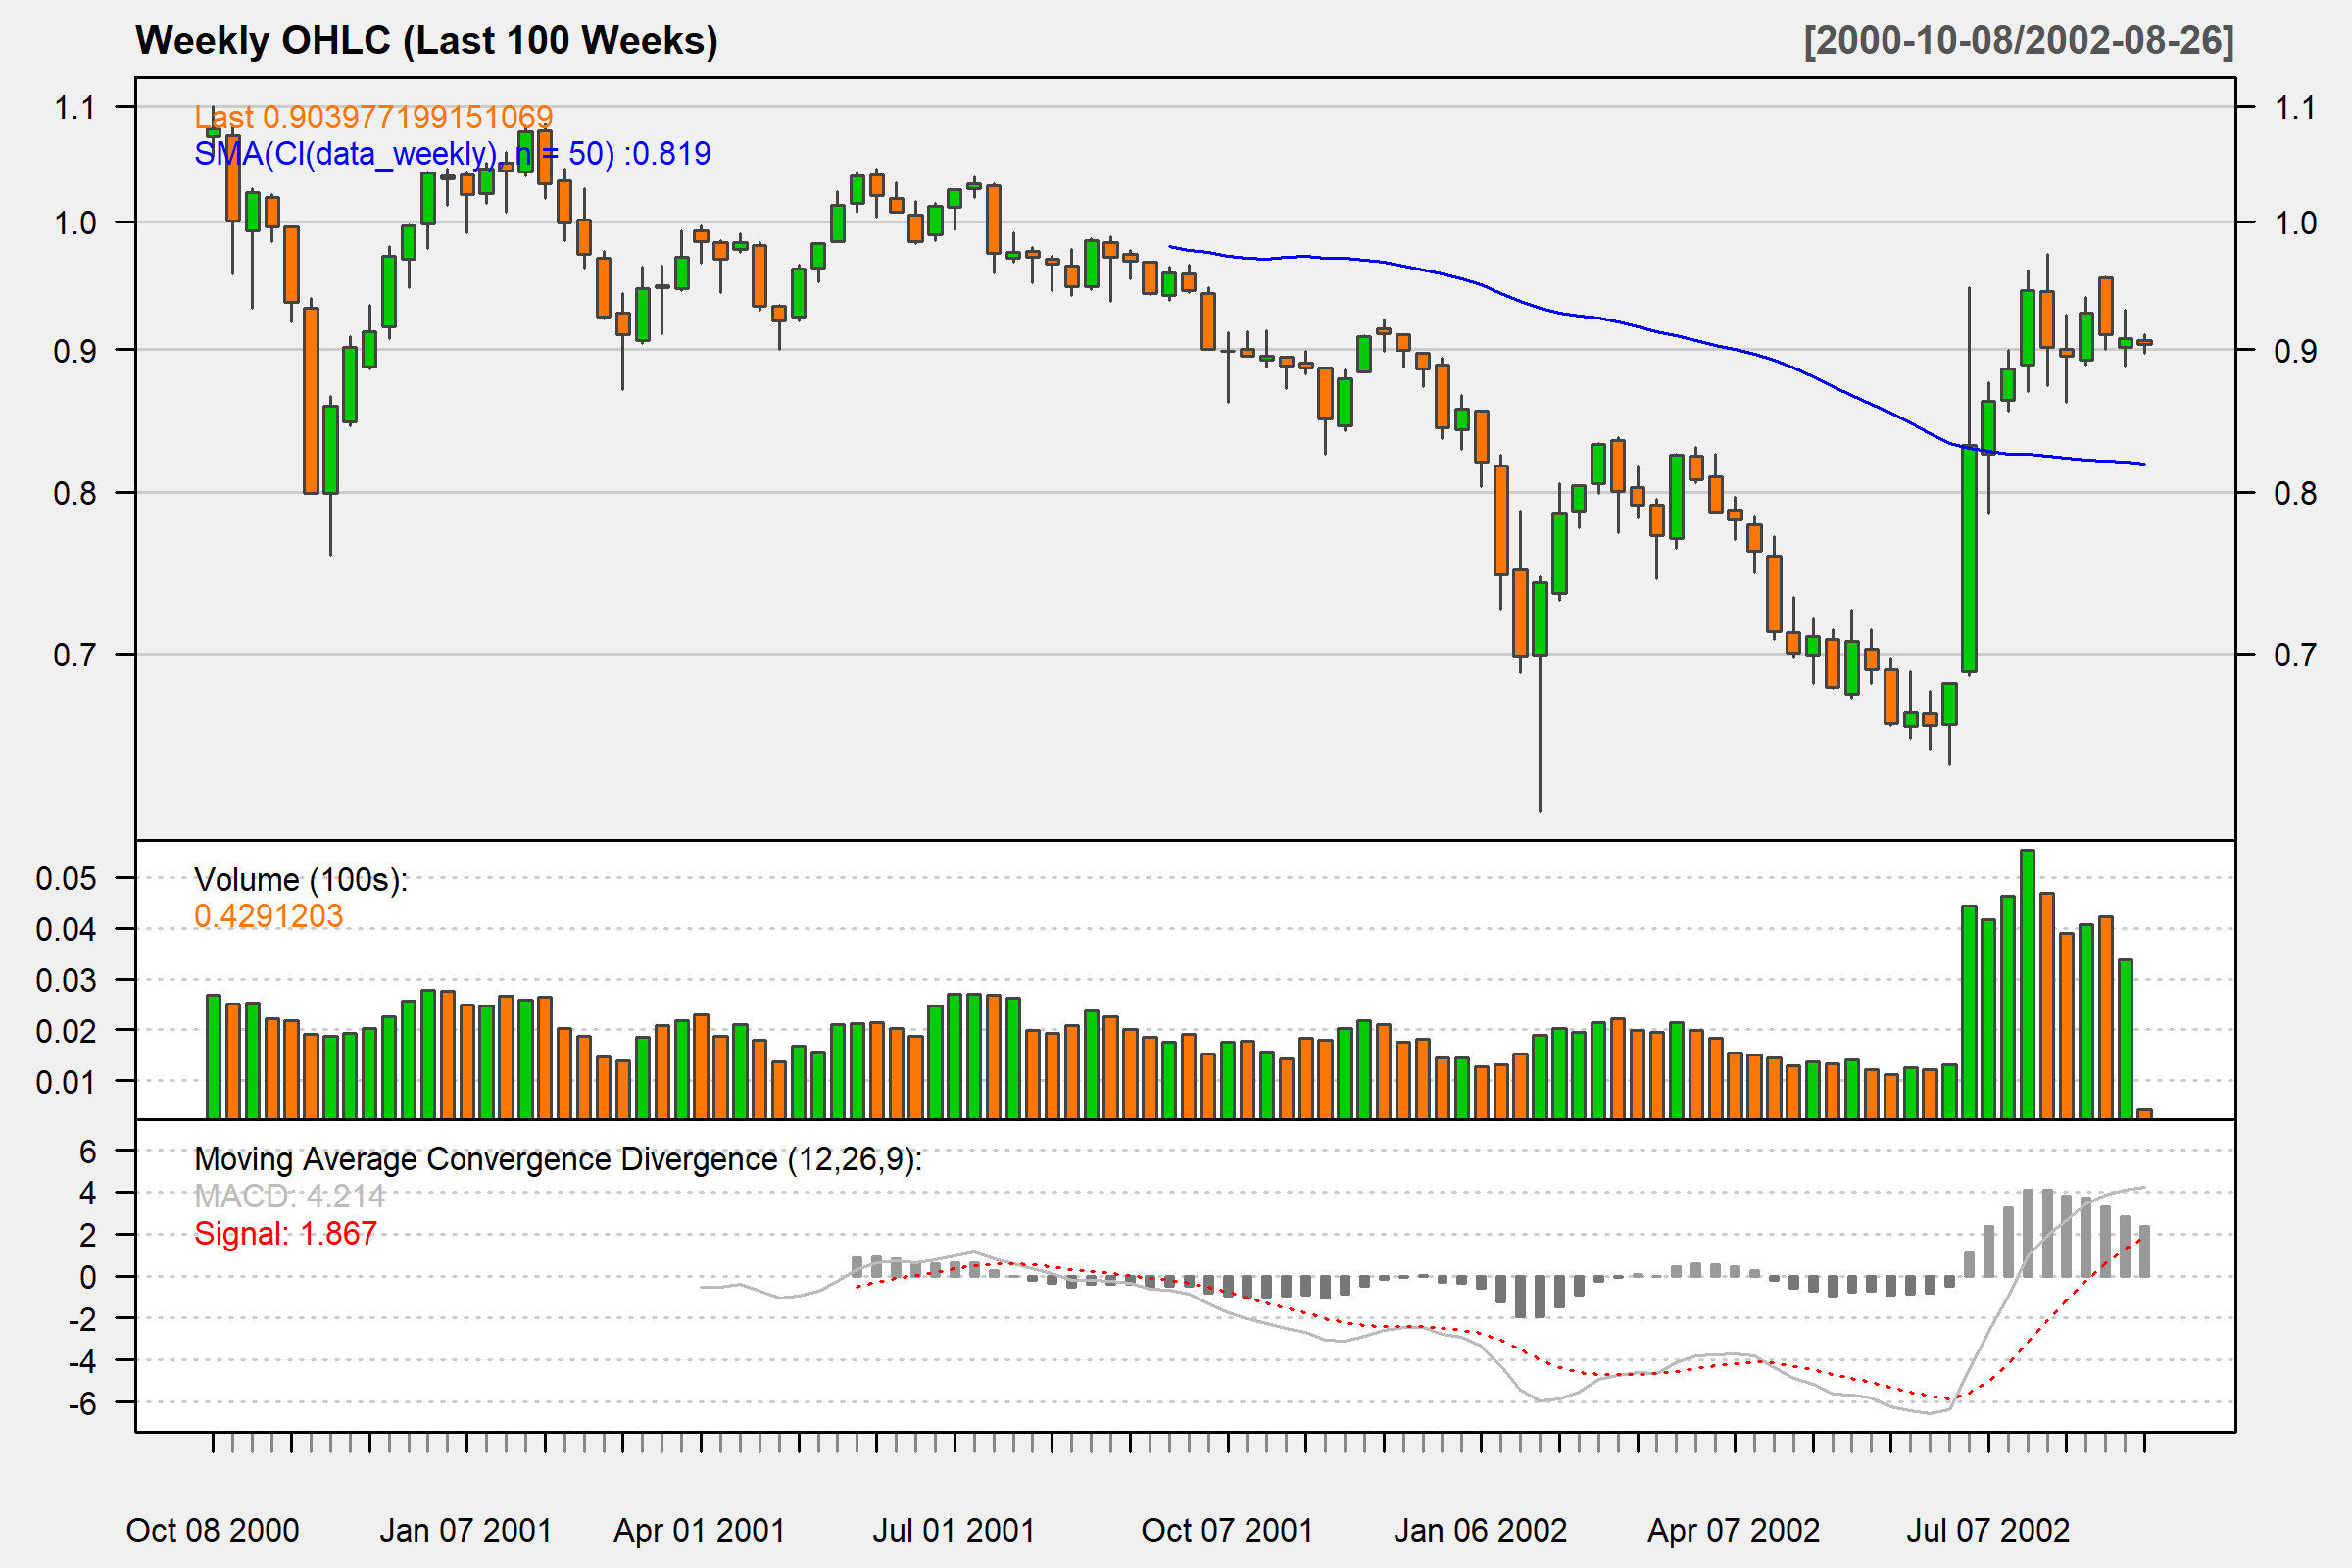 Weekly OHLC (Last 100 Weeks) [2000-10-08/2002-08-26]
Last 0.903977199151069
SMA(Cl(data_weekly), n = 50) :0.819
1.1 1.1
1.0 1.0
0.9 0.9
0.8 0.8
0.7 0.7
Volume (100s):
0.4291203
0.05
0.04
0.03
0.02
0.01
Moving Average Convergence Divergence (12,26,9):
MACD: 4.214
Signal: 1.867
6
4
2
0
-2
-4
-6
Oct 08 2000 Jan 07 2001 Apr 01 2001 Jul 01 2001 Oct 07 2001 Jan 06 2002 Apr 07 2002 Jul 07 2002